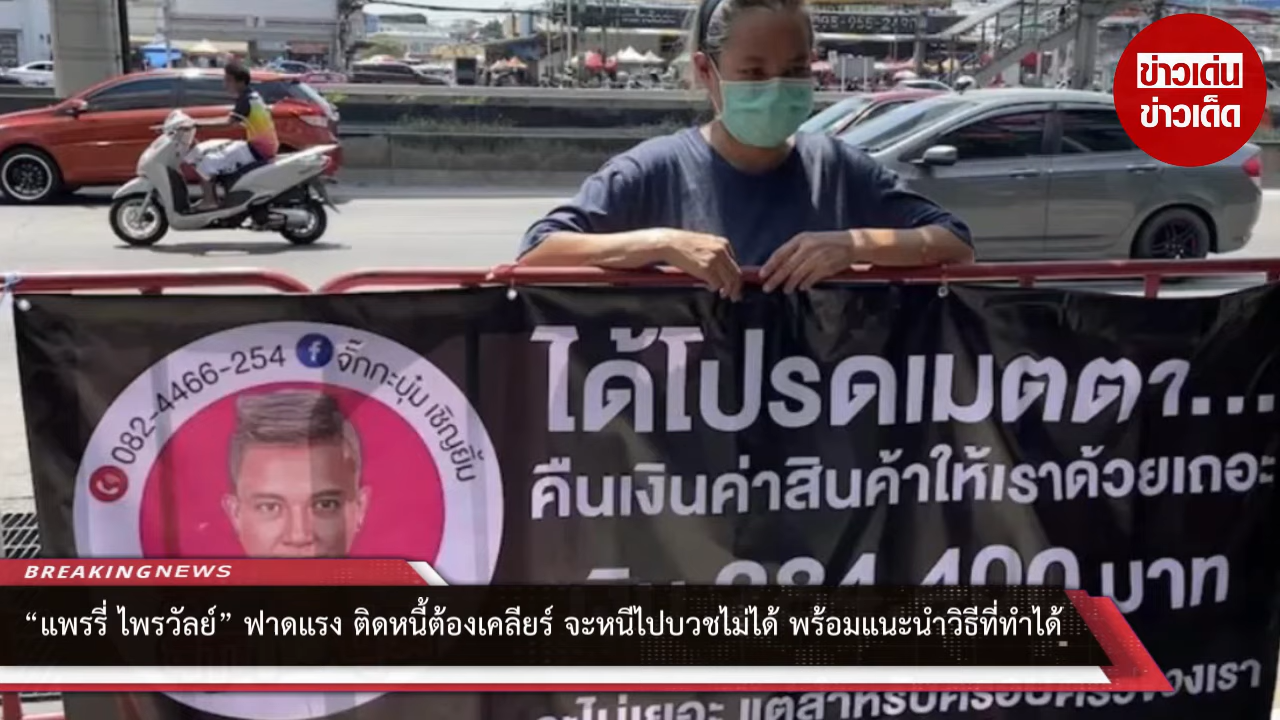 095-955-2490
ข่าวเด่น
ข่าวเด็ด
082-4466-254 f จิ๊กกะบุ๋ม เชิญยิ้ม
ได้โปรดเมตตา...
คืนเงินค่าสินค้าให้เราด้วยเถอะ
บาท
BREAKINGNEWS
“แพรรี่ ไพรวัลย์” ฟาดแรง ติดหนี้ต้องเคลียร์ จะหนีไปบวชไม่ได้ พร้อมแนะนำวิธีที่ทำได้